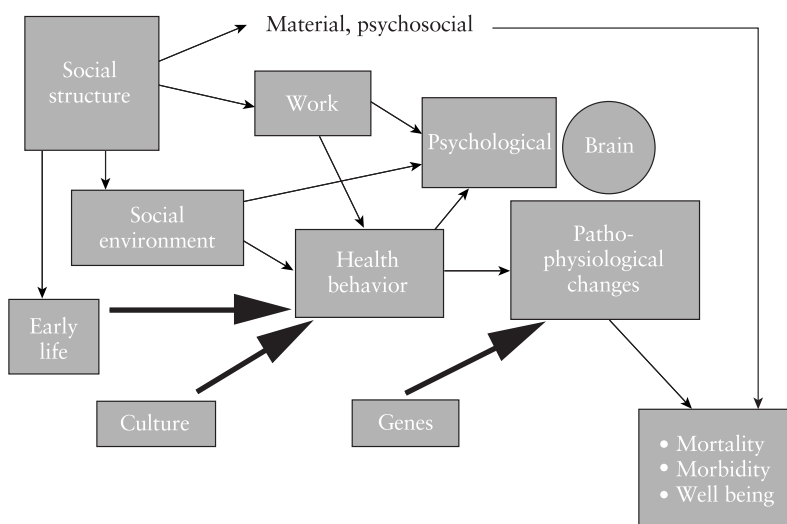 Material, psychosocial
Social
structure
Work
Psychological
Brain
Social
environment
Patho-
physiological
changes
Health
behavior
Early
life
Culture
Genes
• Mortality
• Morbidity
• Well being